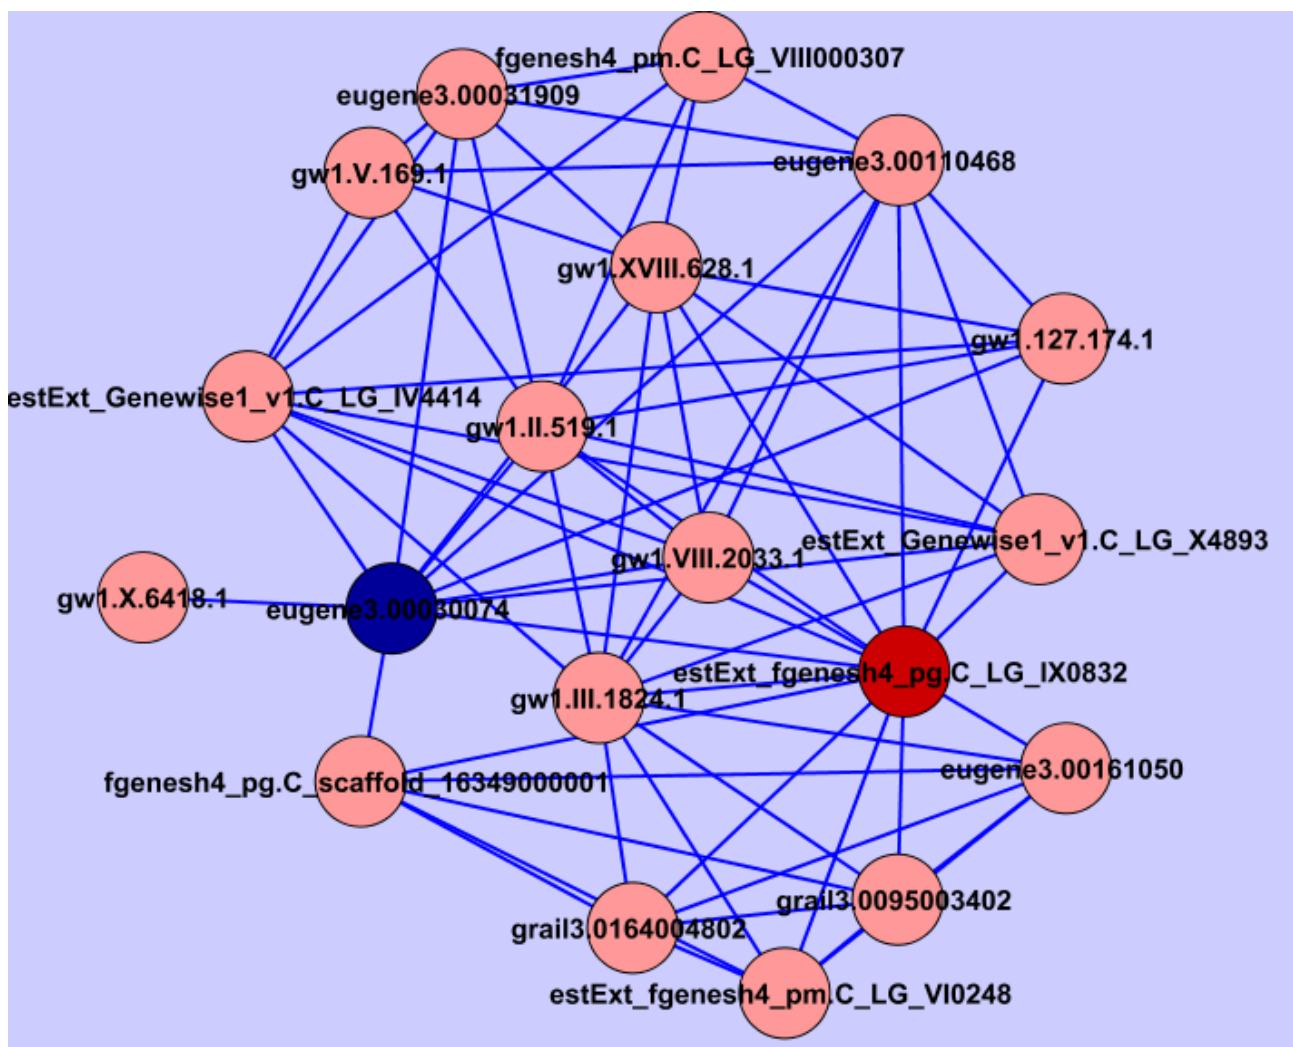 fgenesh4_pm.C_LG_VIII000307
eugene3.00031909
eugene3.00110468
gw1.V.169.1
gw1.XVIII.628.1
gw1.127.174.1
estExt_Genewise1_v1.C_LG_IV4414
gw1.II.519.1
estExt_Genewise1_v1.C_LG_X4893
gw1.VIII.2033.1
gw1.X.6418.1
eugene3.00030074
estExt_fgenesh4_pg.C_LG_IX0832
gw1.III.1824.1
eugene3.00161050
fgenesh4_pg.C_scaffold_16349000001
grail3.0095003402
grail3.0164004802
estExt_fgenesh4_pm.C_LG_VI0248